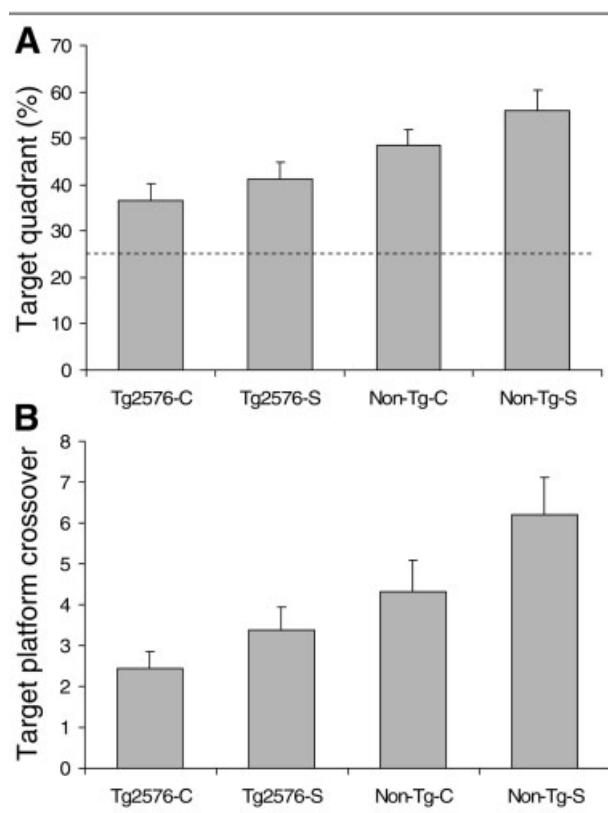 A
Target quadrant (%)
70
60
50
40
30
20
10
0
Tg2576-C Tg2576-S Non-Tg-C Non-Tg-S
B
Target platform crossover
8
7
6
5
4
3
2
1
0
Tg2576-C Tg2576-S Non-Tg-C Non-Tg-S